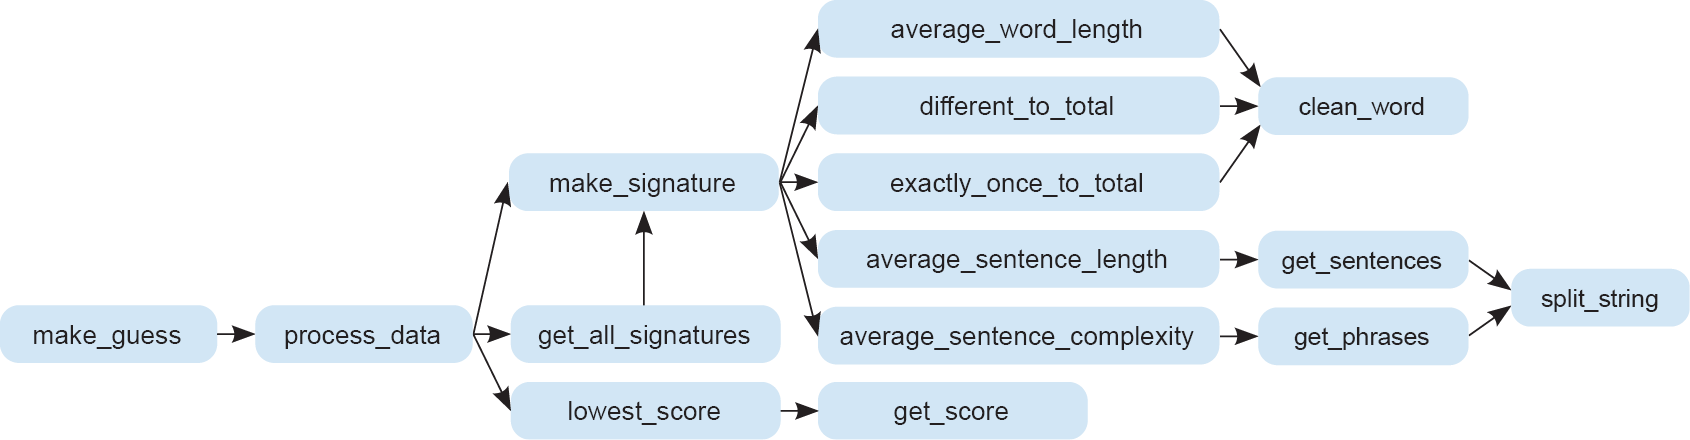 average_word_length
different_to_total
clean_word
make_signature
exactly_once_to_total
average_sentence_length
get_sentences
split_string
make_guess
process_data
get_all_signatures
average_sentence_complexity
get_phrases
lowest_score
get_score